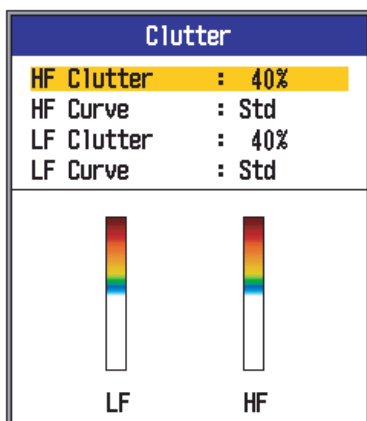 Clutter
HF Clutter : 40%
HF Curve : Std
LF Clutter : 40%
LF Curve : Std
LF HF